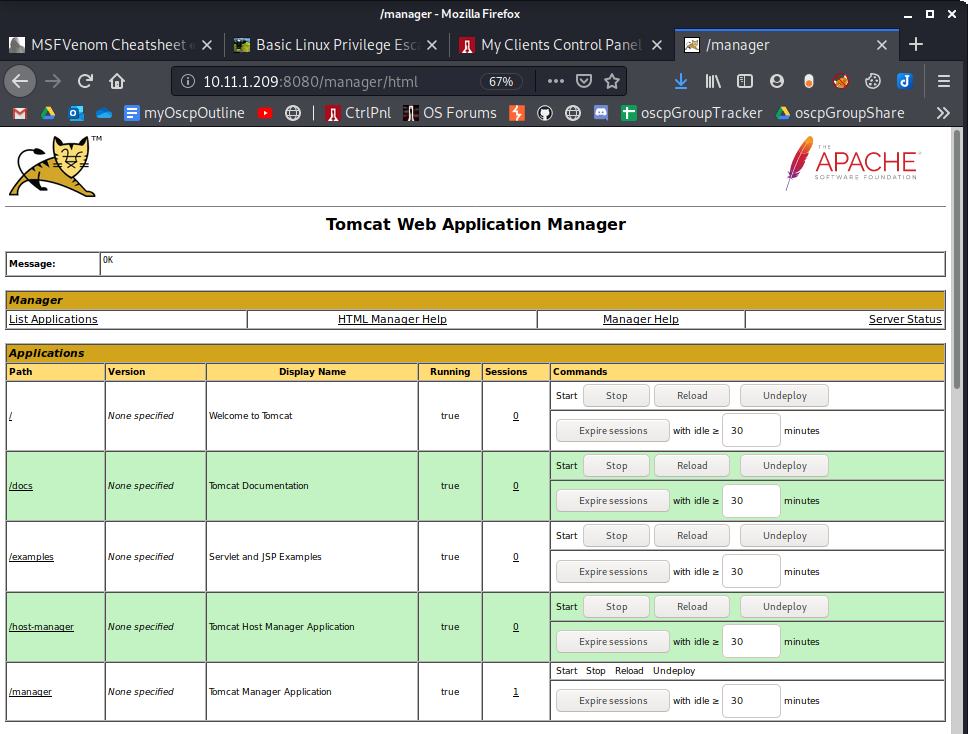 /manager - Mozilla Firefox
MSFVenom Cheatsheet
Basic Linux Privilege Esc
My Clients Control Panel
/manager
10.11.1.209:8080/manager/html 67%
myOscpOutline CtrlPnl OS Forums oscpGroupTracker oscpGroupShare
TM
THE
APACHE
SOFTWARE FOUNDATION
Tomcat Web Application Manager
Message: OK
Manager
List Applications HTML Manager Help Manager Help Server Status
Applications
Path Version Display Name Running Sessions Commands
Start Stop Reload Undeploy
/ None specified Welcome to Tomcat true 0
Expire sessions with idle ≥ 30 minutes
Start Stop Reload Undeploy
/docs None specified Tomcat Documentation true 0
Expire sessions with idle ≥ 30 minutes
Start Stop Reload Undeploy
/examples None specified Servlet and JSP Examples true 0
Expire sessions with idle ≥ 30 minutes
Start Stop Reload Undeploy
/host-manager None specified Tomcat Host Manager Application true 0
Expire sessions with idle ≥ 30 minutes
Start Stop Reload Undeploy
/manager None specified Tomcat Manager Application true 1
Expire sessions with idle ≥ 30 minutes